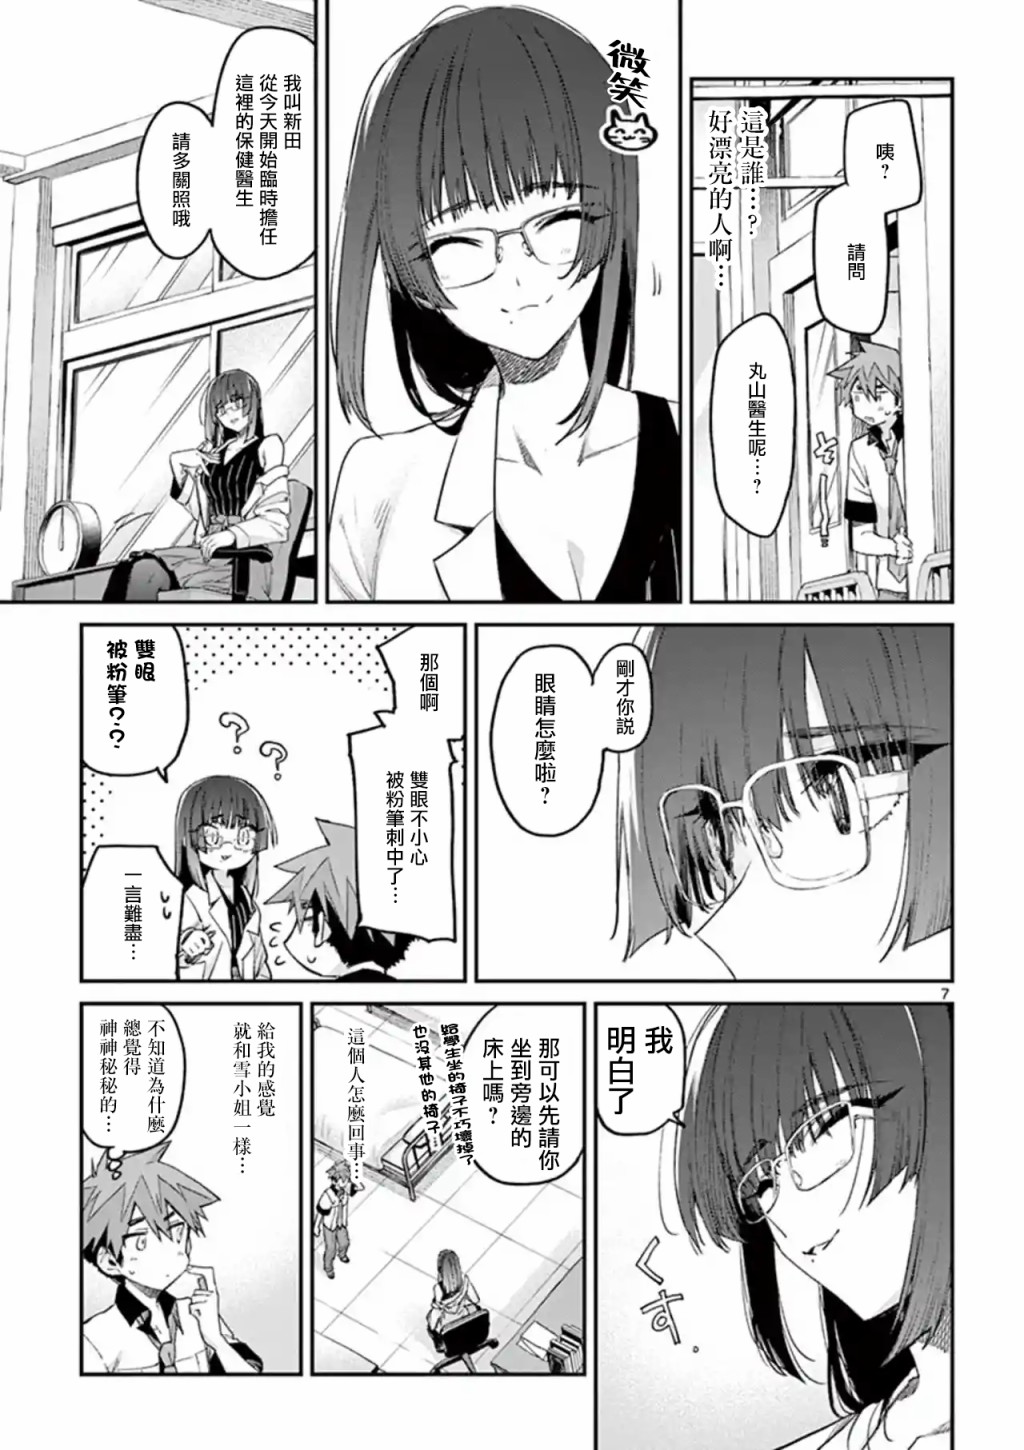 咦?
請問
這是誰…?
好漂亮的人啊…
丸山醫生呢…?
微笑
我叫新田
從今天開始臨時擔任
這裡的保健醫生
請多關照哦
剛才你説
眼睛怎麼啦?
那個啊
雙眼不小心
被粉筆刺中了…
雙眼
被粉筆??
一言難盡…
7
我
明白了
くす
那可以先請你
坐到旁邊的
床上嗎?
給學生坐的椅子不巧壞掉了
也沒其他的椅子…
這個人怎麼回事…
給我的感覺
就和雪小姐一樣…
不知道為什麼
總覺得
神神秘秘的…